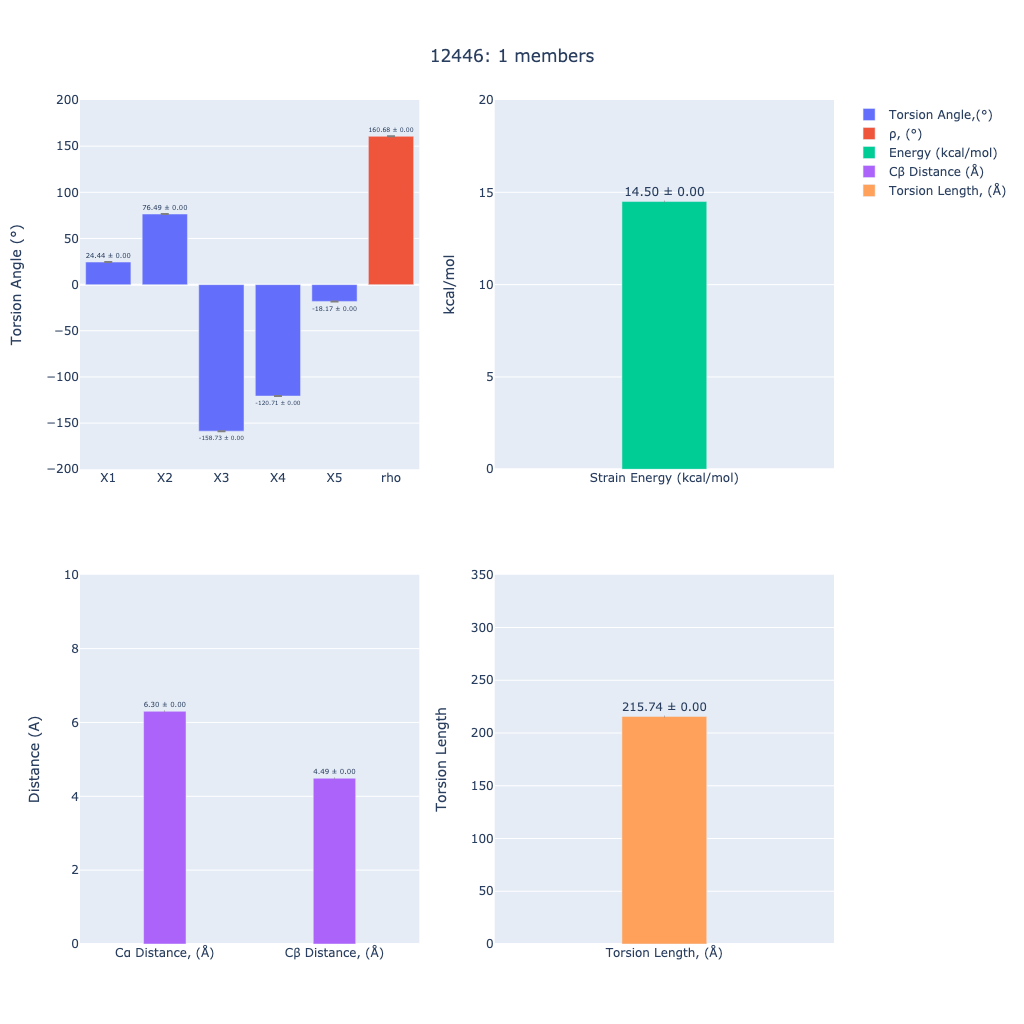 12446: 1 members
Torsion Angle (°)
200
150
100
50
0
−50
−100
−150
−200
24.44 ± 0.00
76.49 ± 0.00
-158.73 ± 0.00
-120.71 ± 0.00
-18.17 ± 0.00
160.68 ± 0.00
X1 X2 X3 X4 X5 rho
kcal/mol
20
15
10
5
0
14.50 ± 0.00
Strain Energy (kcal/mol)
Torsion Angle,(°)
ρ, (°)
Energy (kcal/mol)
Cβ Distance (Å)
Torsion Length, (Å)
Distance (A)
10
8
6
4
2
0
6.30 ± 0.00
4.49 ± 0.00
Cα Distance, (Å) Cβ Distance, (Å)
Torsion Length
350
300
250
200
150
100
50
0
215.74 ± 0.00
Torsion Length, (Å)